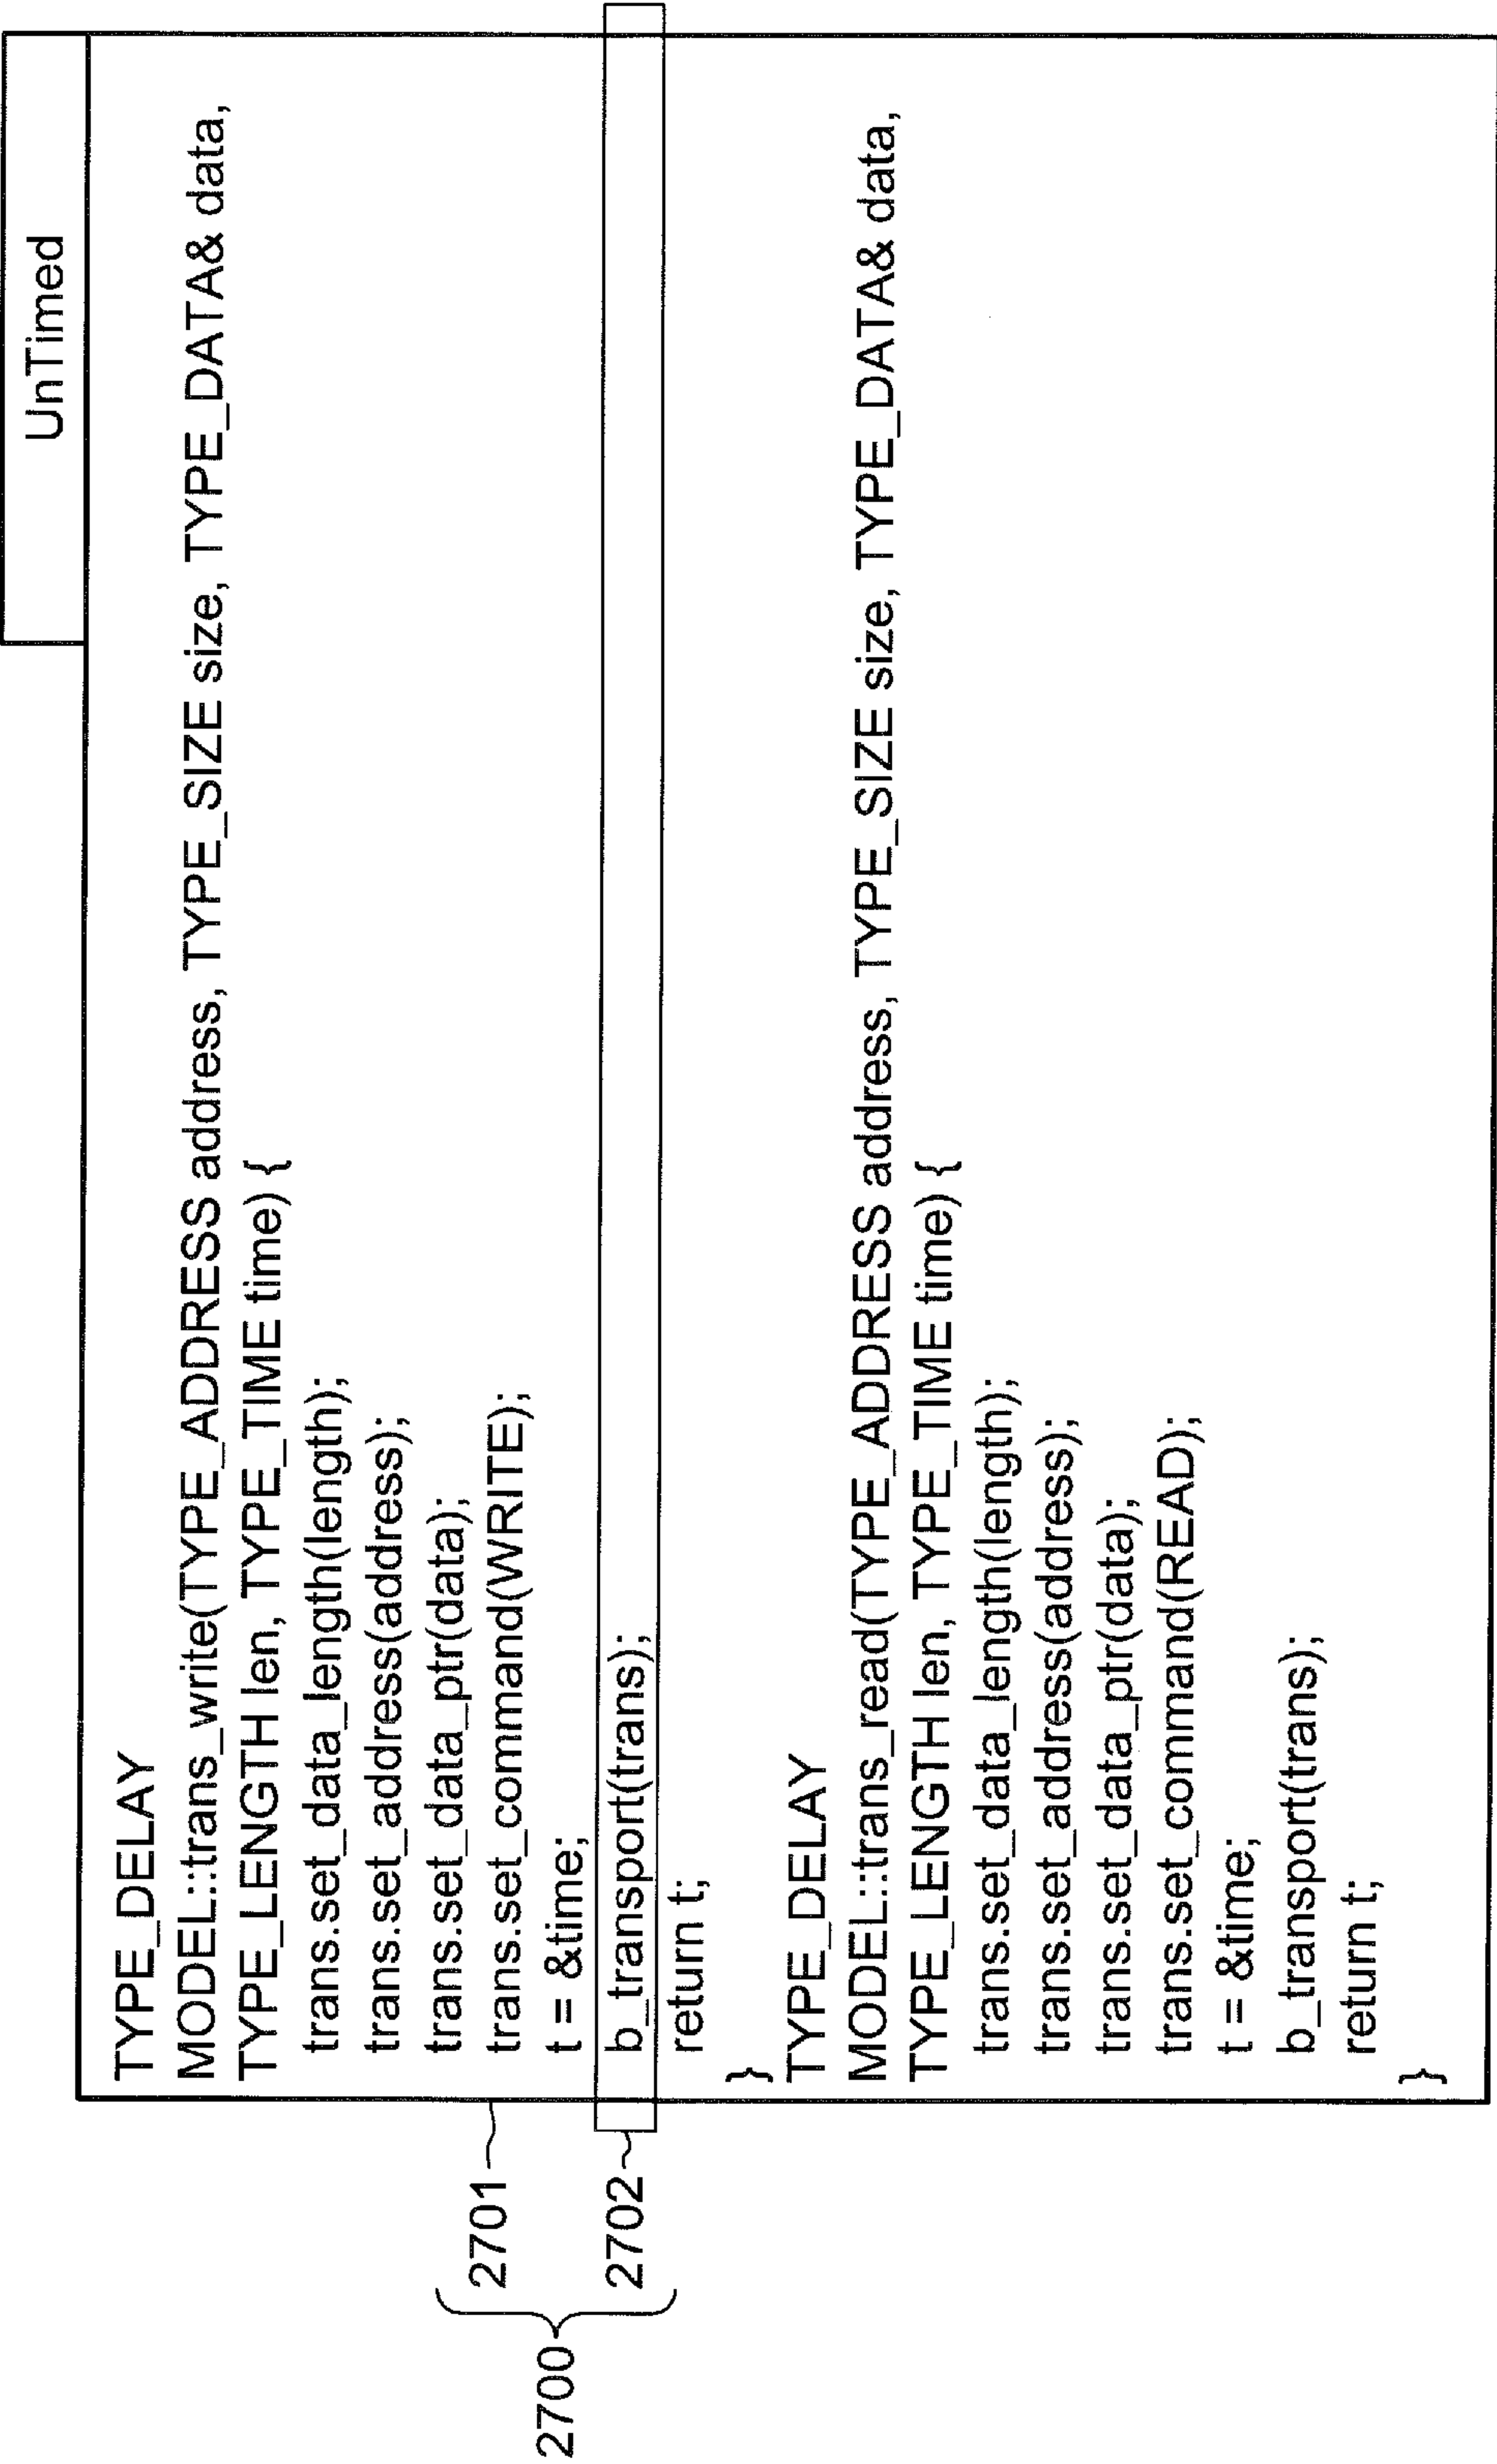 UnTimed
TYPE_DELAY
MODEL::trans_write(TYPE_ADDRESS address, TYPE_SIZE size, TYPE_DATA& data,
TYPE_LENGTH len, TYPE_TIME time) {
trans.set_data_length(length);
trans.set_address(address);
trans.set_data_ptr(data);
trans.set_command(WRITE);
t = &time;
b_transport(trans);
return t;
}
TYPE_DELAY
MODEL::trans_read(TYPE_ADDRESS address, TYPE_SIZE size, TYPE_DATA& data,
TYPE_LENGTH len, TYPE_TIME time) {
trans.set_data_length(length);
trans.set_address(address);
trans.set_data_ptr(data);
trans.set_command(READ);
t = &time;
b_transport(trans);
return t;
}
2701
2702
2700